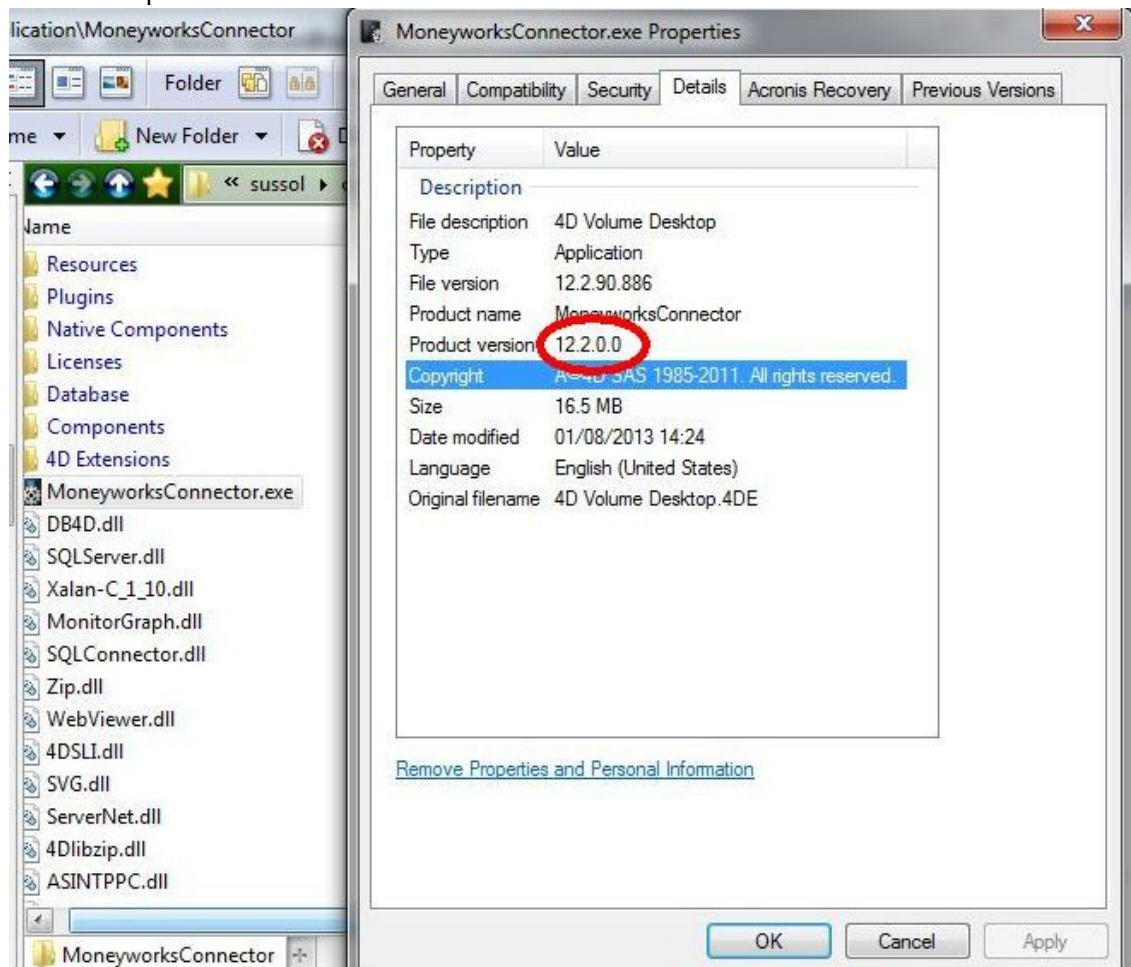 lication\MoneyworksConnector
Folder
me
New Folder
« sussol
Name
Resources
Plugins
Native Components
Licenses
Database
Components
4D Extensions
MoneyworksConnector.exe
DB4D.dll
SQLServer.dll
Xalan-C_1_10.dll
MonitorGraph.dll
SQLConnector.dll
Zip.dll
WebViewer.dll
4DSLI.dll
SVG.dll
ServerNet.dll
4Dlibzip.dll
ASINTPPC.dll
MoneyworksConnector
MoneyworksConnector.exe Properties
General Compatibility Security Details Acronis Recovery Previous Versions
Property Value
Description
File description 4D Volume Desktop
Type Application
File version 12.2.90.886
Product name MoneyworksConnector
Product version 12.2.0.0
Copyright 4D SAS 1985-2011. All rights reserved.
Size 16.5 MB
Date modified 01/08/2013 14:24
Language English (United States)
Original filename 4D Volume Desktop.4DE
Remove Properties and Personal Information
OK Cancel Apply